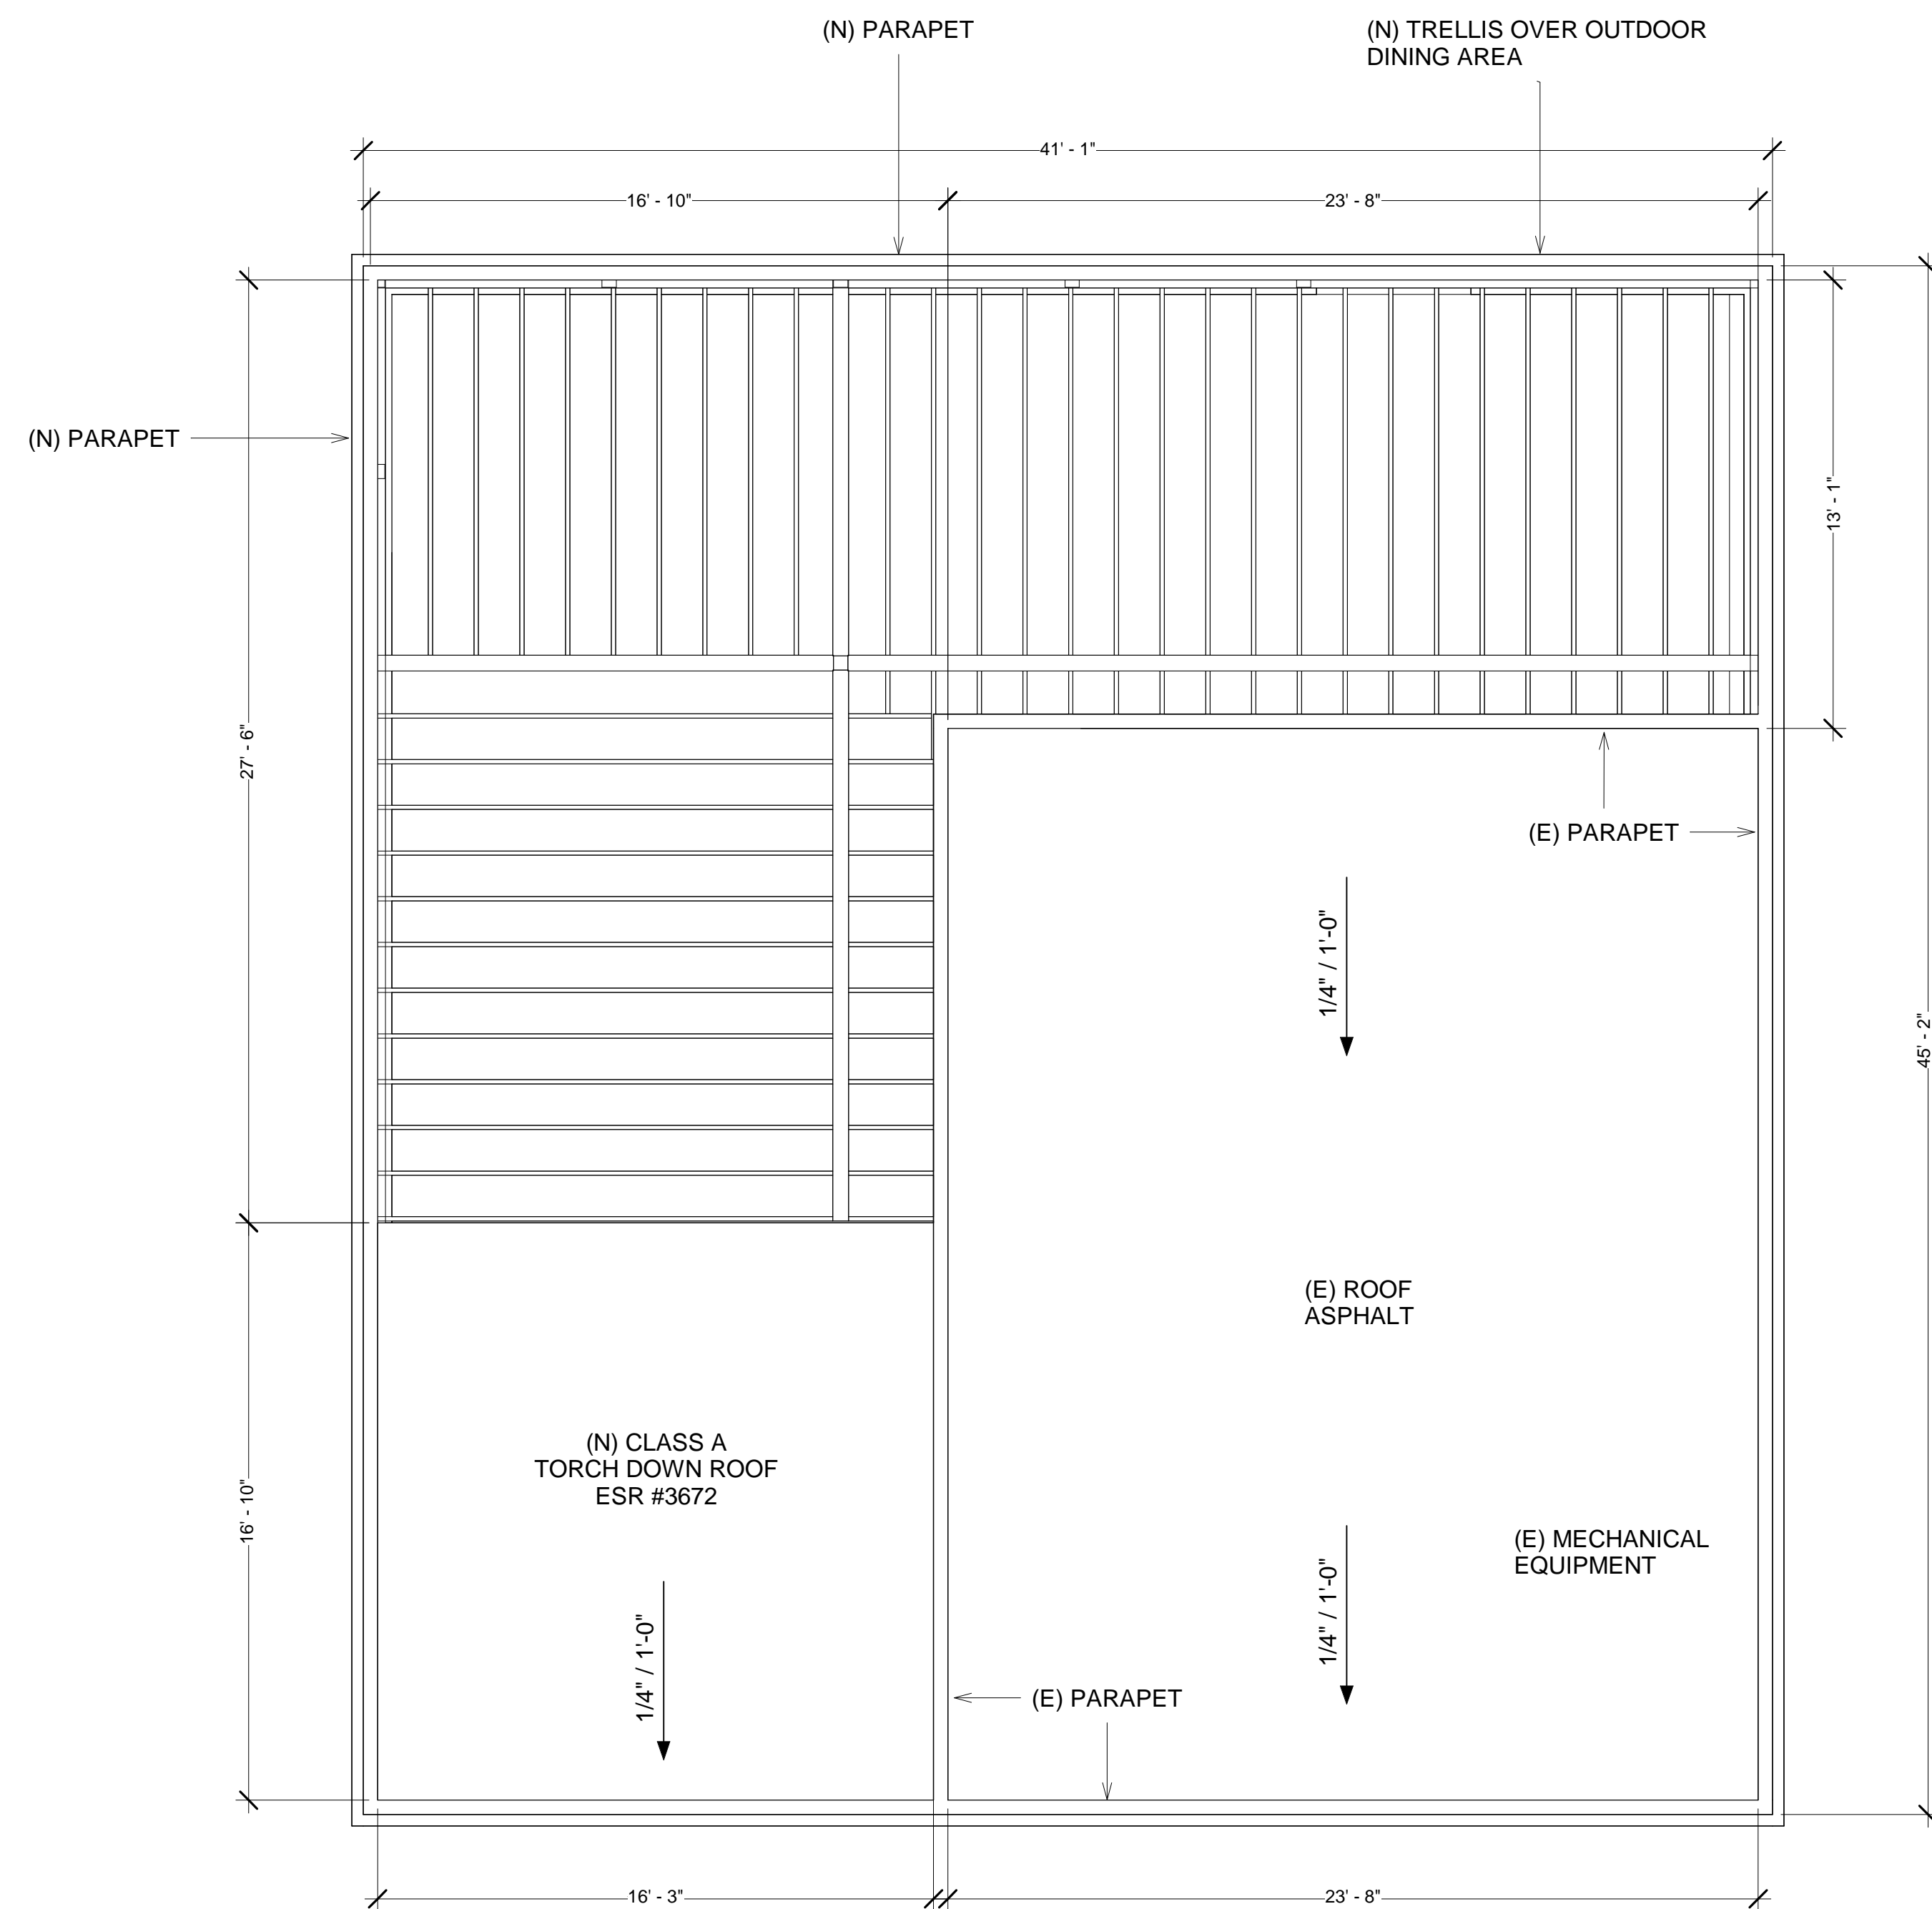 (N) PARAPET
(N) TRELLIS OVER OUTDOOR
DINING AREA
41' - 1"
16' - 10"
23' - 8"
(N) PARAPET
13' - 1"
27' - 6"
(E) PARAPET
1/4" / 1'-0"
45' - 2"
(E) ROOF
ASPHALT
(N) CLASS A
TORCH DOWN ROOF
ESR #3672
16' - 10"
(E) MECHANICAL
EQUIPMENT
1/4" / 1'-0"
1/4" / 1'-0"
(E) PARAPET
16' - 3"
23' - 8"